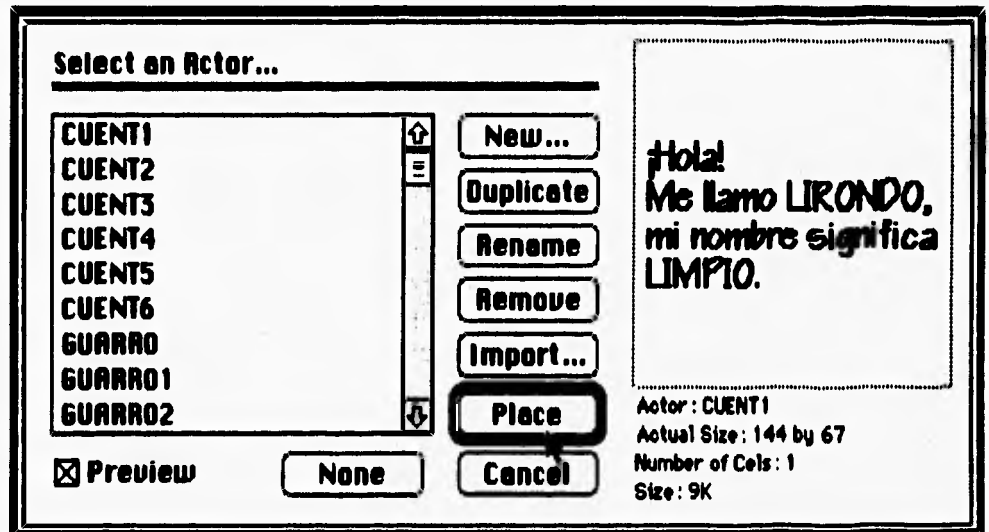 Select an Actor...
CUENT1
CUENT2
CUENT3
CUENT4
CUENT5
CUENT6
GUARRO
GUARRO1
GUARRO2
Preview
None
New...
Duplicate
Rename
Remove
Import...
Place
Cancel
¡Hola!
Me llamo LIRONDO,
mi nombre significa
LIMPIO.
Actor: CUENT1
Actual Size: 144 by 67
Number of Cels: 1
Size: 9K